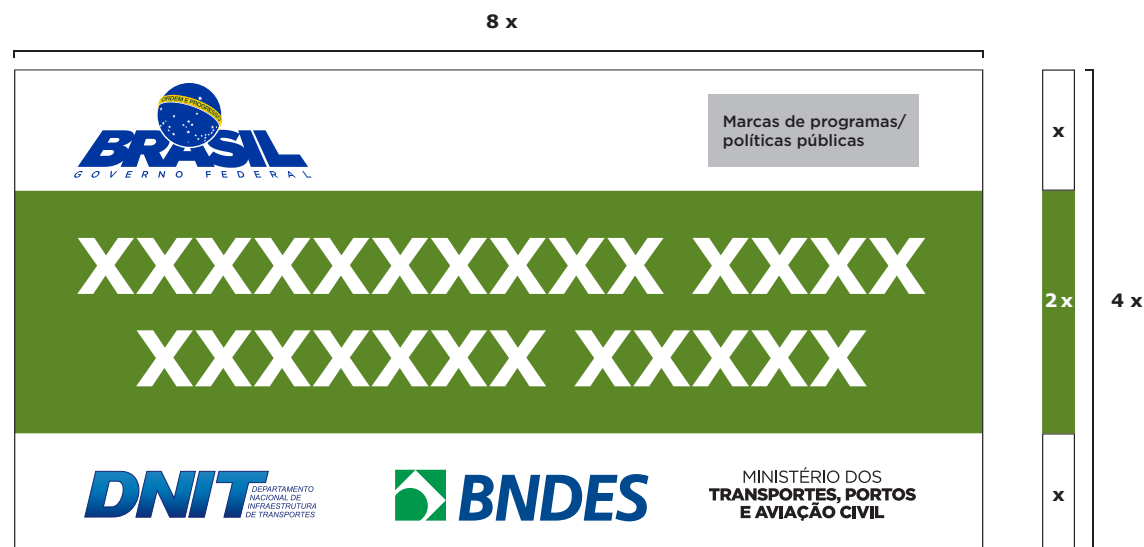 8 x
ORDEM E PROGRESSO
BRASIL
GOVERNO FEDERAL
Marcas de programas/
políticas públicas
x
XXXXXXXXXX XXXX
XXXXXXX XXXXX
2 x
4 x
DNIT
DEPARTAMENTO
NACIONAL DE
INFRAESTRUTURA
DE TRANSPORTES
BNDES
MINISTÉRIO DOS
TRANSPORTES, PORTOS
E AVIAÇÃO CIVIL
x